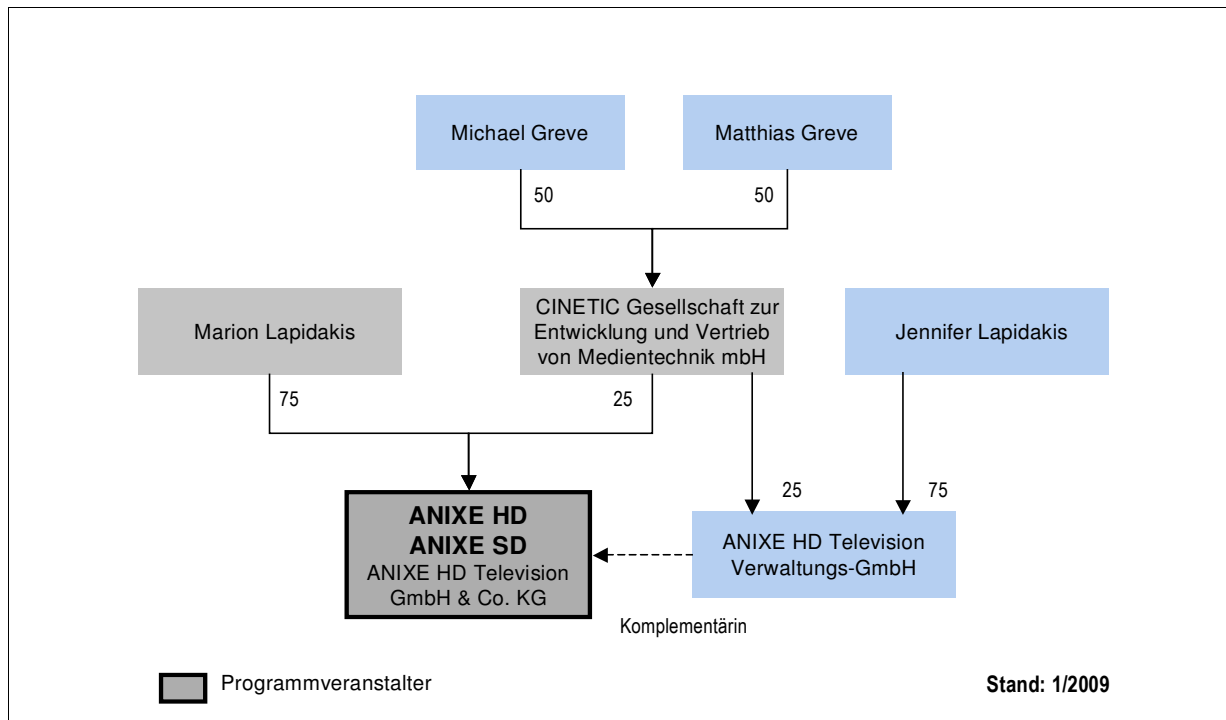 Michael Greve
Matthias Greve
50
50
Marion Lapidakis
CINETIC Gesellschaft zur
Entwicklung und Vertrieb
von Medientechnik mbH
Jennifer Lapidakis
75
25
25
75
ANIXE HD
ANIXE SD
ANIXE HD Television
GmbH & Co. KG
ANIXE HD Television
Verwaltungs-GmbH
Komplementärin
Programmveranstalter
Stand: 1/2009